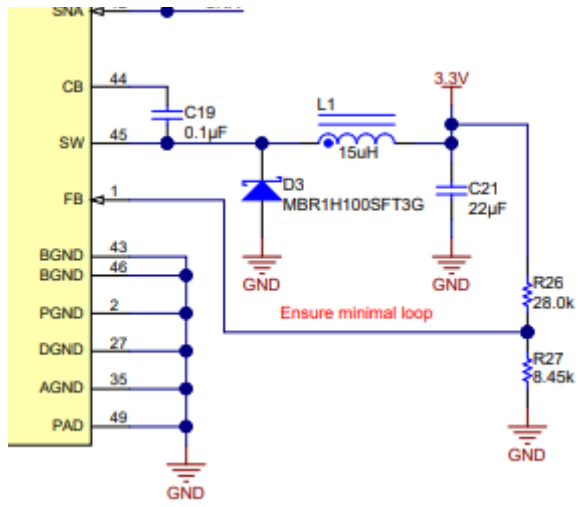 SNA
CB
44
C19
0.1µF
SW
45
L1
15uH
3.3V
D3
MBR1H100SFT3G
C21
22µF
GND
GND
FB
1
BGND
43
BGND
46
PGND
2
DGND
27
AGND
35
PAD
49
GND
Ensure minimal loop
R26
28.0k
R27
8.45k
GND